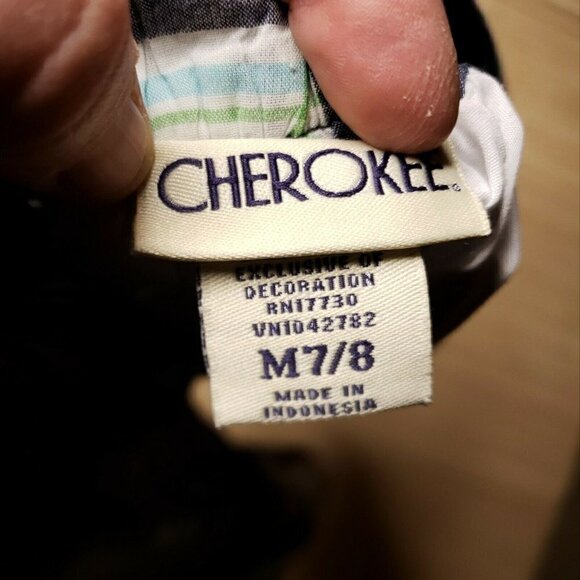 CHEROKEE
EXCLUSIVE OF
DECORATION
RN17730
VN1042782
M7/8
MADE IN
INDONESIA